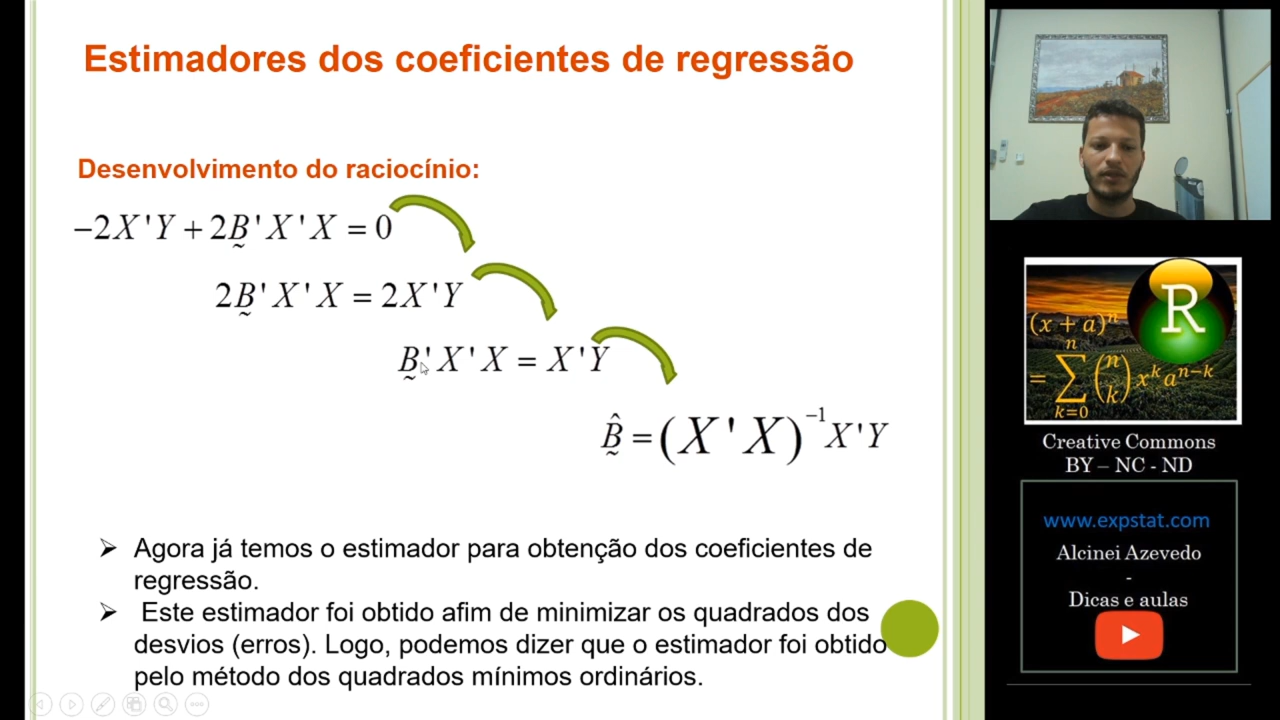 Estimadores dos coeficientes de regressão
Desenvolvimento do raciocínio:
−2X'Y + 2B̰'X'X = 0
2B̰'X'X = 2X'Y
B̰'X'X = X'Y
B̰̂ = (X'X)⁻¹X'Y
➢ Agora já temos o estimador para obtenção dos coeficientes de
regressão.
➢ Este estimador foi obtido afim de minimizar os quadrados dos
desvios (erros). Logo, podemos dizer que o estimador foi obtido
pelo método dos quadrados mínimos ordinários.
R
(x + a)ⁿ
= ∑ₖ₌₀ⁿ (n k) xᵏaⁿ⁻ᵏ
Creative Commons
BY – NC - ND
www.expstat.com
Alcinei Azevedo
-
Dicas e aulas